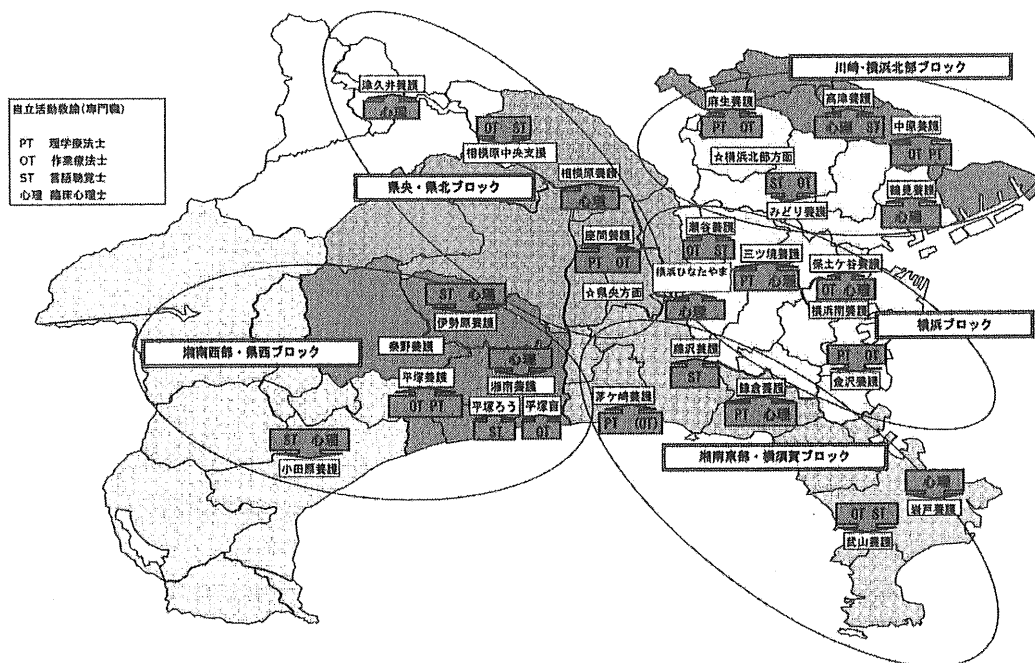 自立活動教諭(専門職)
PT 理学療法士
OT 作業療法士
ST 言語聴覚士
心理 臨床心理士
川崎・横浜北部ブロック
麻生養護
PT OT
高津養護
心理 ST
中原養護
OT PT
☆横浜北部方面
ST OT
みどり養護
鶴見養護
心理
津久井養護
心理
OT ST
相模原中央支援
県央・県北ブロック
相模原養護
心理
座間養護
PT OT
☆県央方面
瀬谷養護
OT ST
横浜ひなたやま
心理
三ツ境養護
PT 心理
保土ケ谷養護
OT 心理
横浜南養護
横浜ブロック
PT OT
金沢養護
湘南西部・県西ブロック
ST 心理
伊勢原養護
秦野養護
心理
湘南養護
平塚養護
OT PT
平塚ろう
ST
平塚盲
OT
ST 心理
小田原養護
藤沢養護
ST
茅ケ崎養護
PT (OT)
鎌倉養護
PT 心理
湘南東部・横須賀ブロック
心理
岩戸養護
OT ST
武山養護